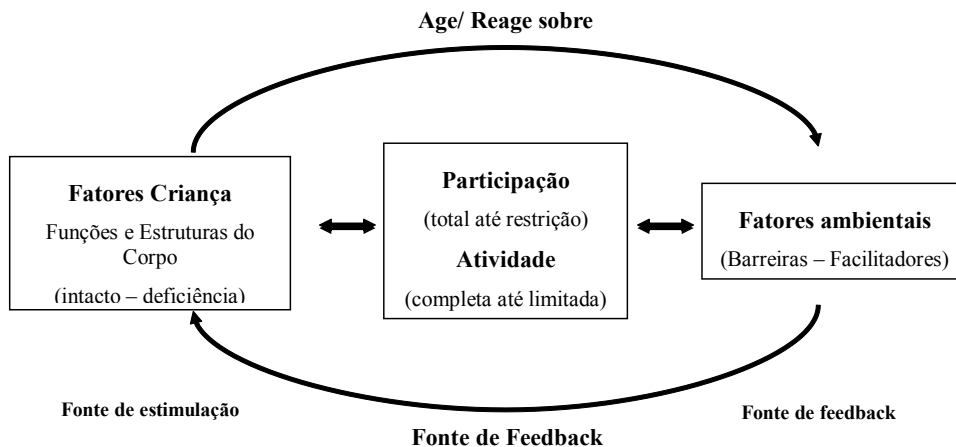 Age/ Reage sobre
Fatores Criança
Funções e Estruturas do
Corpo
(intacto – deficiência)
Participação
(total até restrição)
Atividade
(completa até limitada)
Fatores ambientais
(Barreiras – Facilitadores)
Fonte de estimulação
Fonte de feedback
Fonte de Feedback